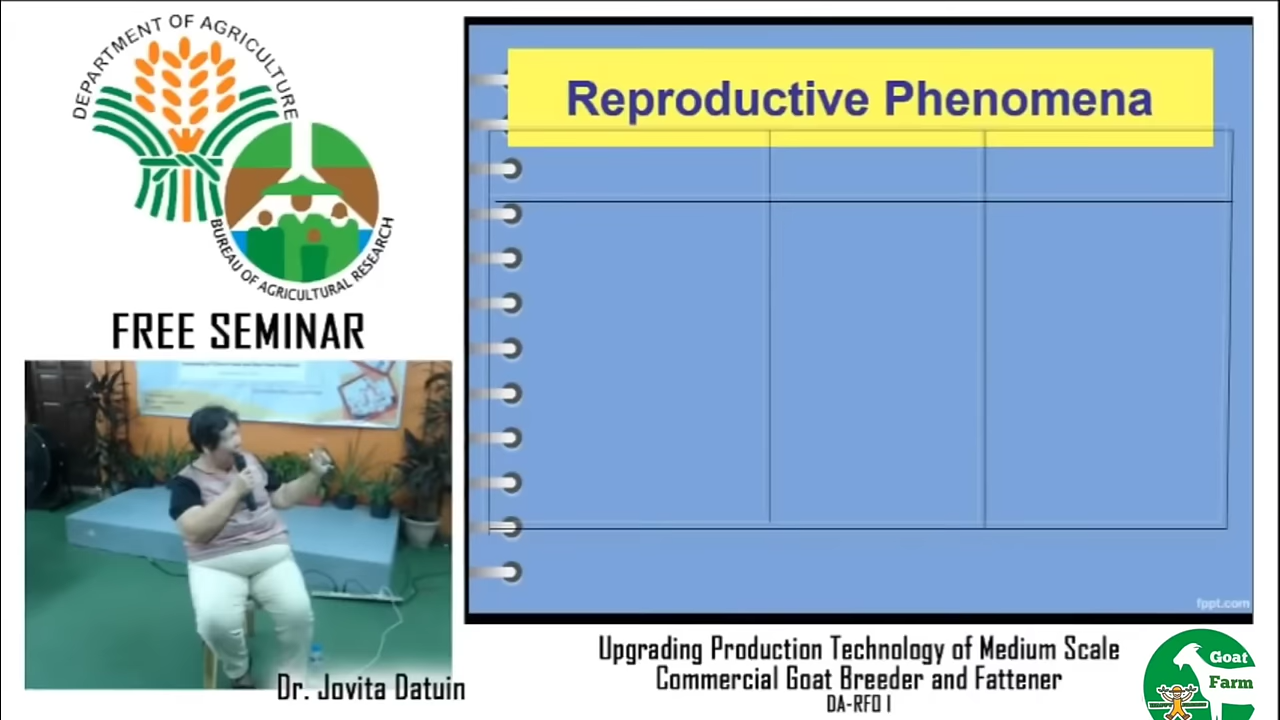 DEPARTMENT OF AGRICULTURE
BUREAU OF AGRICULTURAL RESEARCH
FREE SEMINAR
Dr. Jovita Datuin
Reproductive Phenomena
fppt.com
Upgrading Production Technology of Medium Scale
Commercial Goat Breeder and Fattener
DA-RFO I
Goat
Farm